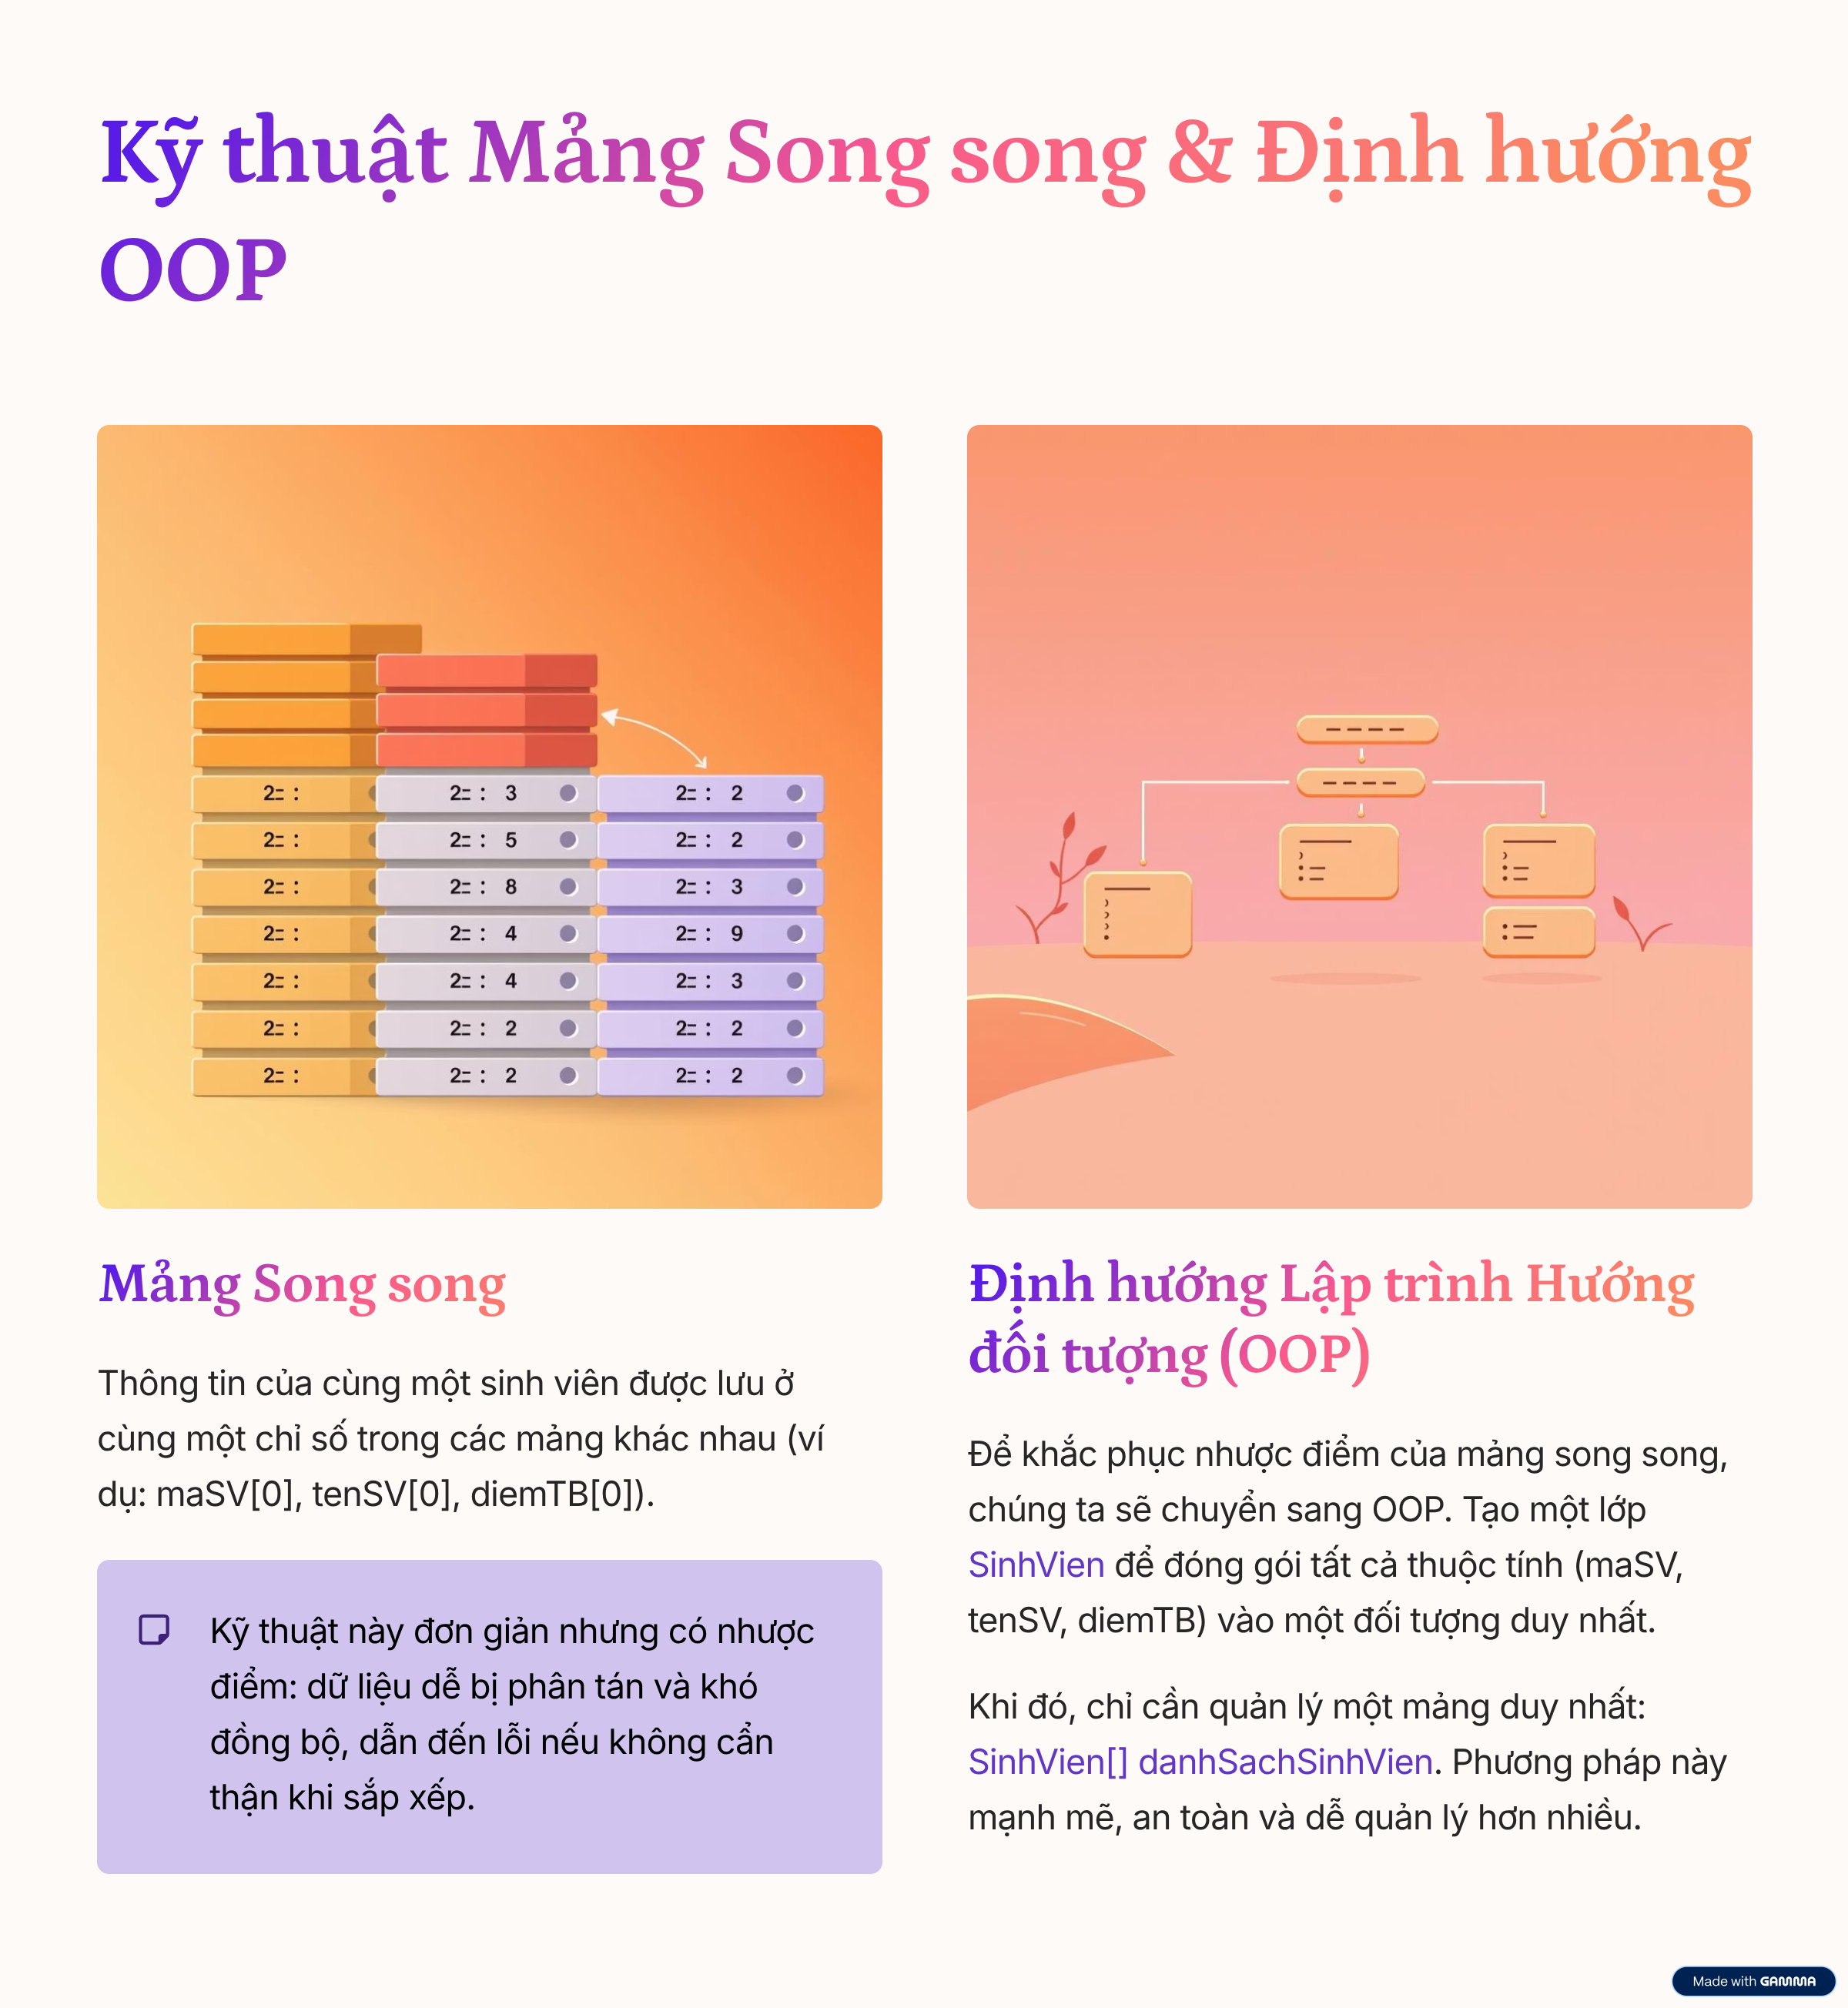 Kỹ thuật Mảng Song song & Định hướng
OOP
2= :
2= : 3
2= : 2
2= :
2= : 5
2= : 2
2= :
2= : 8
2= : 3
2= :
2= : 4
2= : 9
2= :
2= : 4
2= : 3
2= :
2= : 2
2= : 2
2= :
2= : 2
2= : 2
Mảng Song song
Thông tin của cùng một sinh viên được lưu ở
cùng một chỉ số trong các mảng khác nhau (ví
dụ: maSV[0], tenSV[0], diemTB[0]).
Kỹ thuật này đơn giản nhưng có nhược
điểm: dữ liệu dễ bị phân tán và khó
đồng bộ, dẫn đến lỗi nếu không cẩn
thận khi sắp xếp.
Định hướng Lập trình Hướng
đối tượng (OOP)
Để khắc phục nhược điểm của mảng song song,
chúng ta sẽ chuyển sang OOP. Tạo một lớp
SinhVien để đóng gói tất cả thuộc tính (maSV,
tenSV, diemTB) vào một đối tượng duy nhất.
Khi đó, chỉ cần quản lý một mảng duy nhất:
SinhVien[] danhSachSinhVien. Phương pháp này
mạnh mẽ, an toàn và dễ quản lý hơn nhiều.
Made with GAMMA